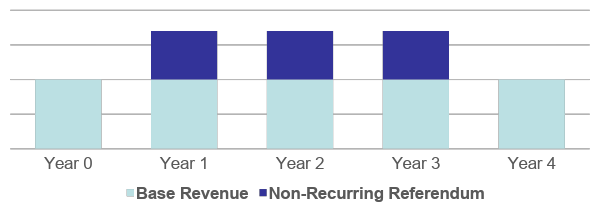 Year 0 Year 1 Year 2 Year 3 Year 4
Base Revenue Non-Recurring Referendum